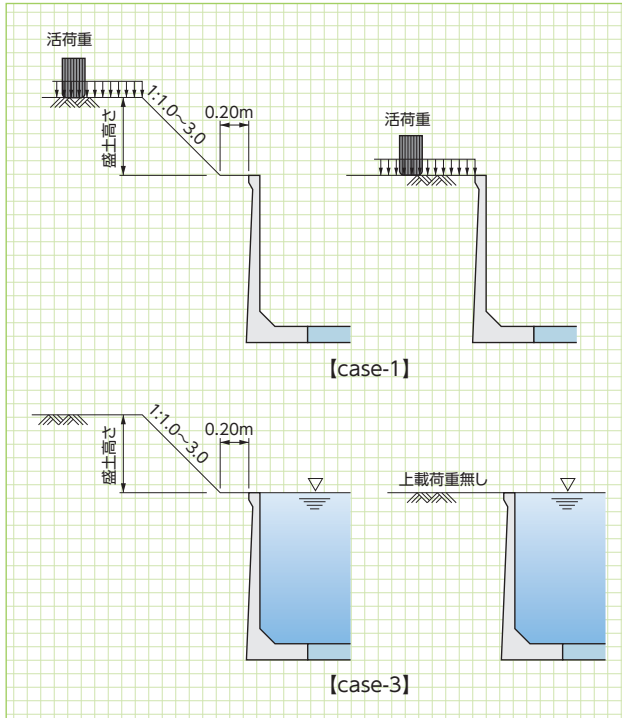 活荷重
1:1.0～3.0
0.20m
盛土高さ
活荷重
【case-1】
1:1.0～3.0
0.20m
盛土高さ
上載荷重無し
【case-3】